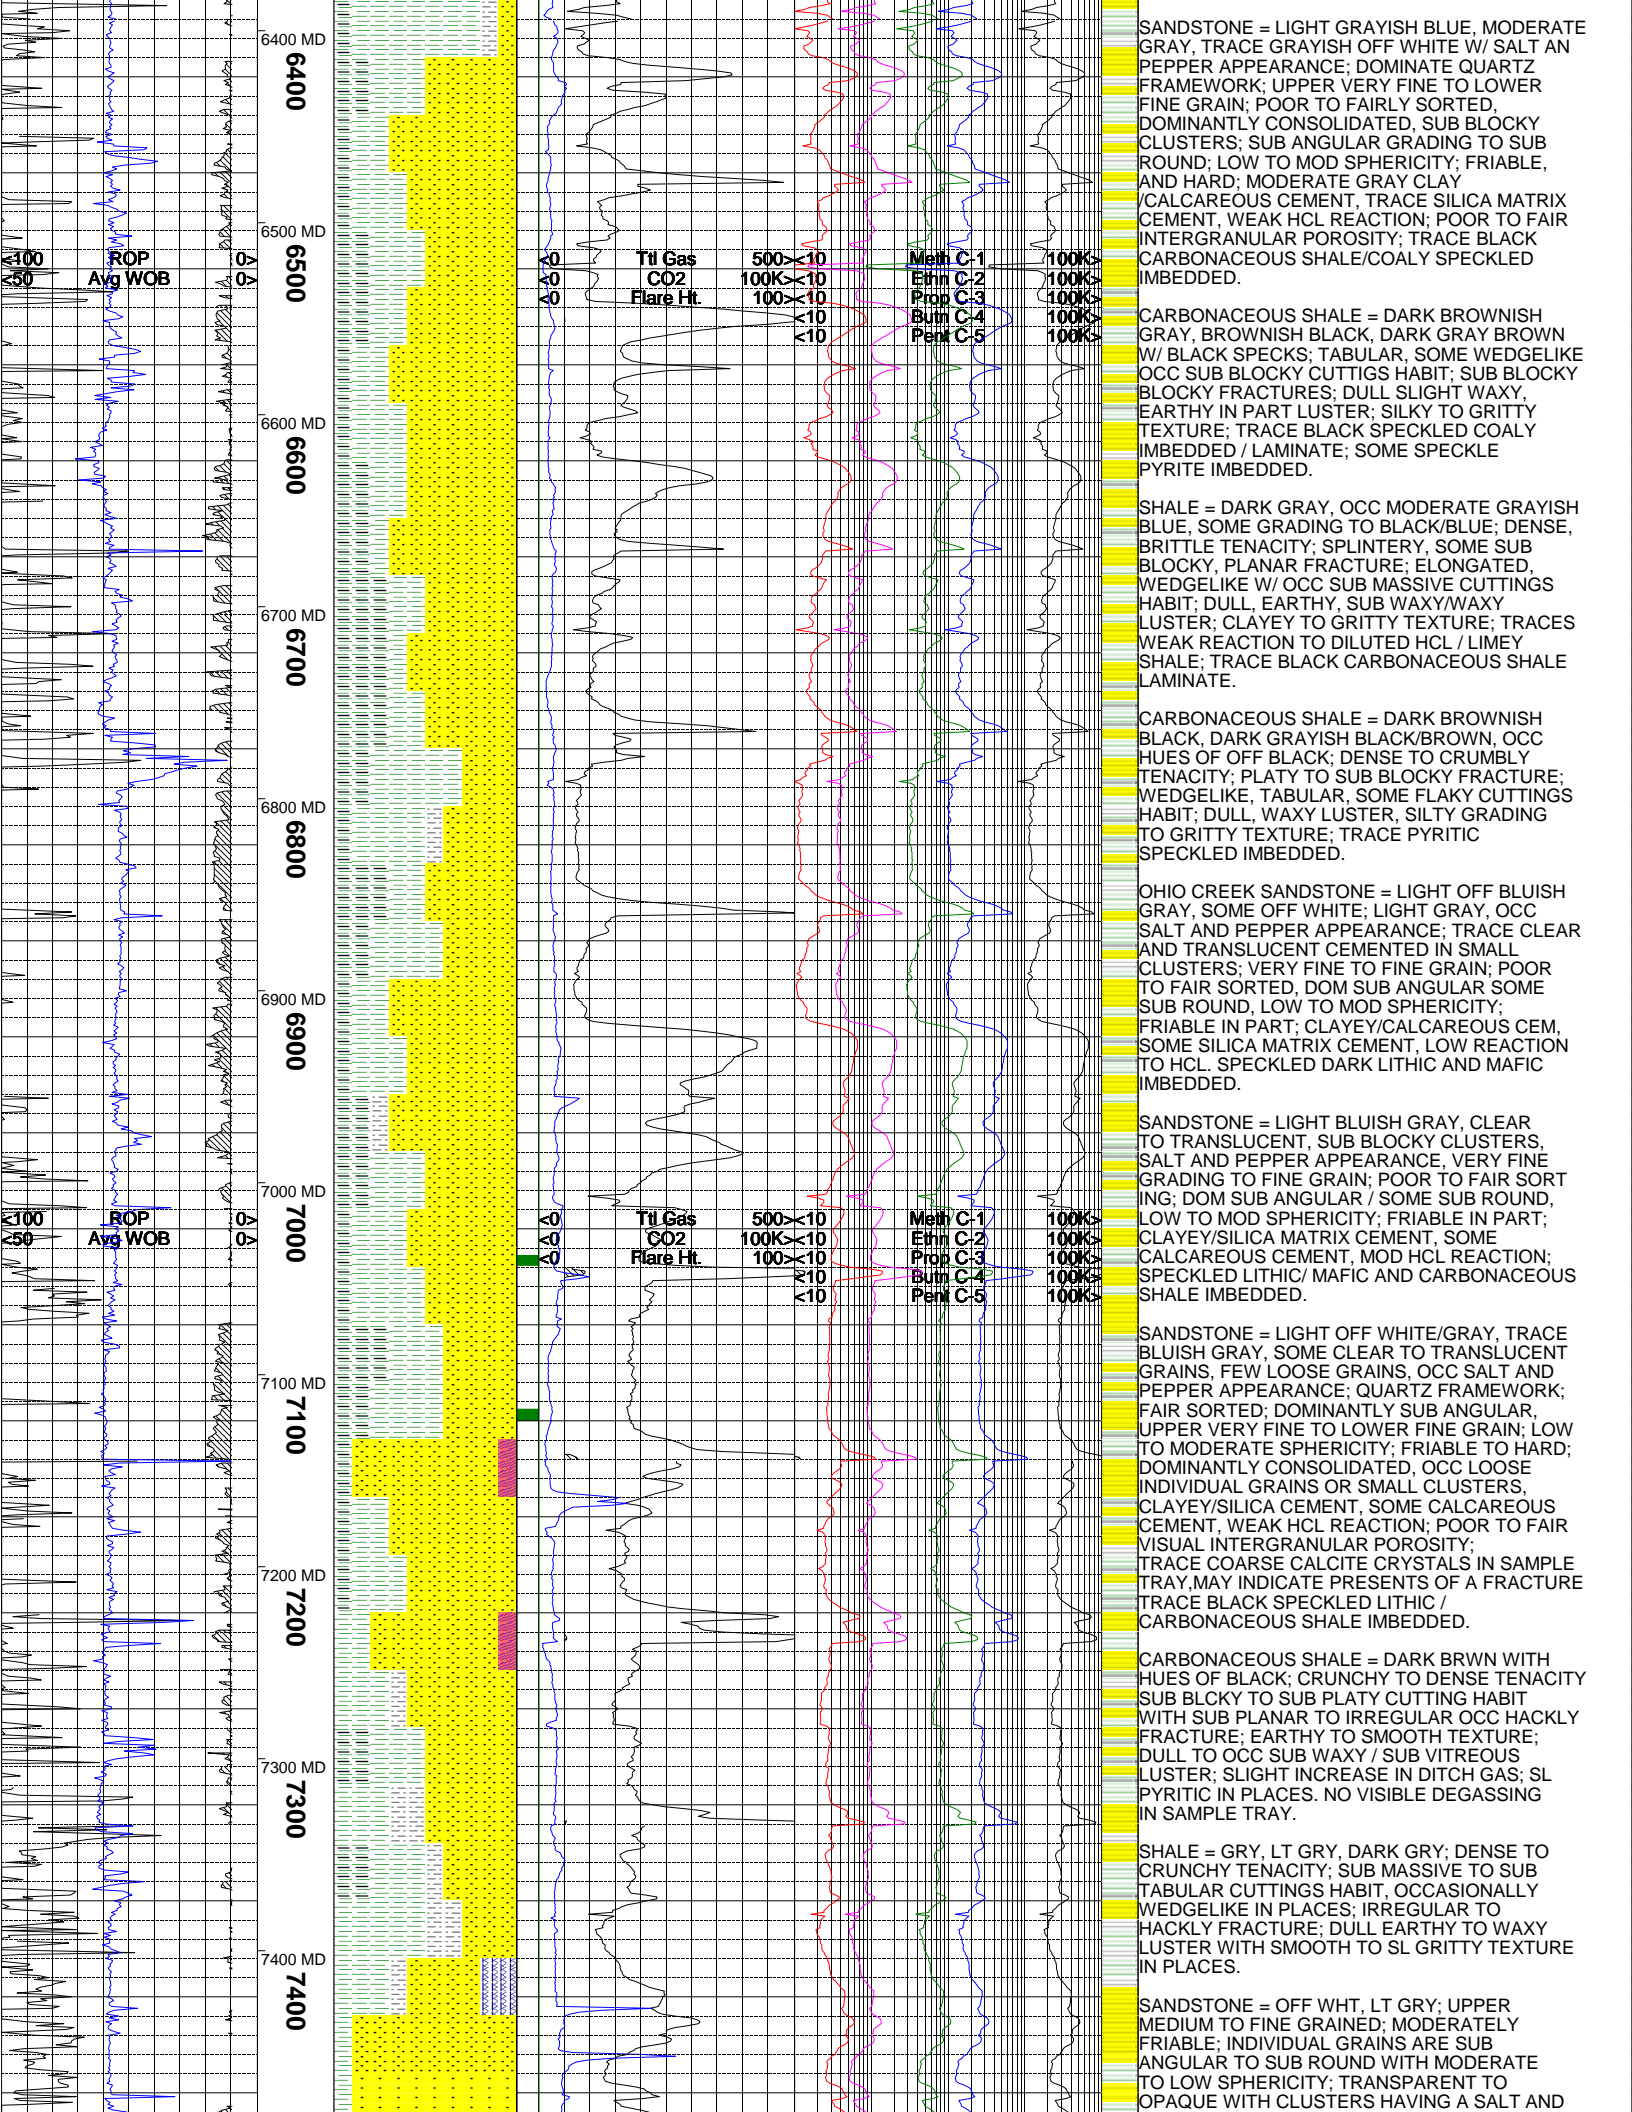 6400 MD
6400
6500 MD
<100 ROP 0>
<50 Avg WOB 0>
6500
<0 Ttl Gas 500>
<0 CO2 100K>
<0 Flare Ht. 100>
<10 Meth C-1 100K>
<10 Ethn C-2 100K>
<10 Prop C-3 100K>
<10 Butn C-4 100K>
<10 Pent C-5 100K>
6600 MD
6600
6700 MD
6700
6800 MD
6800
6900 MD
6900
7000 MD
<100 ROP 0>
<50 Avg WOB 0>
7000
<0 Ttl Gas 500>
<0 CO2 100K>
<0 Flare Ht. 100>
<10 Meth C-1 100K>
<10 Ethn C-2 100K>
<10 Prop C-3 100K>
<10 Butn C-4 100K>
<10 Pent C-5 100K>
7100 MD
7100
7200 MD
7200
7300 MD
7300
7400 MD
7400
SANDSTONE = LIGHT GRAYISH BLUE, MODERATE
GRAY, TRACE GRAYISH OFF WHITE W/ SALT AN
PEPPER APPEARANCE; DOMINATE QUARTZ
FRAMEWORK; UPPER VERY FINE TO LOWER
FINE GRAIN; POOR TO FAIRLY SORTED,
DOMINANTLY CONSOLIDATED, SUB BLOCKY
CLUSTERS; SUB ANGULAR GRADING TO SUB
ROUND; LOW TO MOD SPHERICITY; FRIABLE,
AND HARD; MODERATE GRAY CLAY
/CALCAREOUS CEMENT, TRACE SILICA MATRIX
CEMENT, WEAK HCL REACTION; POOR TO FAIR
INTERGRANULAR POROSITY; TRACE BLACK
CARBONACEOUS SHALE/COALY SPECKLED
IMBEDDED.
CARBONACEOUS SHALE = DARK BROWNISH
GRAY, BROWNISH BLACK, DARK GRAY BROWN
W/ BLACK SPECKS; TABULAR, SOME WEDGELIKE
OCC SUB BLOCKY CUTTIGS HABIT; SUB BLOCKY
BLOCKY FRACTURES; DULL SLIGHT WAXY,
EARTHY IN PART LUSTER; SILKY TO GRITTY
TEXTURE; TRACE BLACK SPECKLED COALY
IMBEDDED / LAMINATE; SOME SPECKLE
PYRITE IMBEDDED.
SHALE = DARK GRAY, OCC MODERATE GRAYISH
BLUE, SOME GRADING TO BLACK/BLUE; DENSE,
BRITTLE TENACITY; SPLINTERY, SOME SUB
BLOCKY, PLANAR FRACTURE; ELONGATED,
WEDGELIKE W/ OCC SUB MASSIVE CUTTINGS
HABIT; DULL, EARTHY, SUB WAXY/WAXY
LUSTER; CLAYEY TO GRITTY TEXTURE; TRACES
WEAK REACTION TO DILUTED HCL / LIMEY
SHALE; TRACE BLACK CARBONACEOUS SHALE
LAMINATE.
CARBONACEOUS SHALE = DARK BROWNISH
BLACK, DARK GRAYISH BLACK/BROWN, OCC
HUES OF OFF BLACK; DENSE TO CRUMBLY
TENACITY; PLATY TO SUB BLOCKY FRACTURE;
WEDGELIKE, TABULAR, SOME FLAKY CUTTINGS
HABIT; DULL, WAXY LUSTER, SILTY GRADING
TO GRITTY TEXTURE; TRACE PYRITIC
SPECKLED IMBEDDED.
OHIO CREEK SANDSTONE = LIGHT OFF BLUISH
GRAY, SOME OFF WHITE; LIGHT GRAY, OCC
SALT AND PEPPER APPEARANCE; TRACE CLEAR
AND TRANSLUCENT CEMENTED IN SMALL
CLUSTERS; VERY FINE TO FINE GRAIN; POOR
TO FAIR SORTED, DOM SUB ANGULAR SOME
SUB ROUND, LOW TO MOD SPHERICITY;
FRIABLE IN PART; CLAYEY/CALCAREOUS CEM,
SOME SILICA MATRIX CEMENT, LOW REACTION
TO HCL. SPECKLED DARK LITHIC AND MAFIC
IMBEDDED.
SANDSTONE = LIGHT BLUISH GRAY, CLEAR
TO TRANSLUCENT, SUB BLOCKY CLUSTERS,
SALT AND PEPPER APPEARANCE, VERY FINE
GRADING TO FINE GRAIN; POOR TO FAIR SORT
ING; DOM SUB ANGULAR / SOME SUB ROUND,
LOW TO MOD SPHERICITY; FRIABLE IN PART;
CLAYEY/SILICA MATRIX CEMENT, SOME
CALCAREOUS CEMENT, MOD HCL REACTION;
SPECKLED LITHIC/ MAFIC AND CARBONACEOUS
SHALE IMBEDDED.
SANDSTONE = LIGHT OFF WHITE/GRAY, TRACE
BLUISH GRAY, SOME CLEAR TO TRANSLUCENT
GRAINS, FEW LOOSE GRAINS, OCC SALT AND
PEPPER APPEARANCE; QUARTZ FRAMEWORK;
FAIR SORTED; DOMINANTLY SUB ANGULAR,
UPPER VERY FINE TO LOWER FINE GRAIN; LOW
TO MODERATE SPHERICITY; FRIABLE TO HARD;
DOMINANTLY CONSOLIDATED, OCC LOOSE
INDIVIDUAL GRAINS OR SMALL CLUSTERS,
CLAYEY/SILICA CEMENT, SOME CALCAREOUS
CEMENT, WEAK HCL REACTION; POOR TO FAIR
VISUAL INTERGRANULAR POROSITY;
TRACE COARSE CALCITE CRYSTALS IN SAMPLE
TRAY,MAY INDICATE PRESENTS OF A FRACTURE
TRACE BLACK SPECKLED LITHIC /
CARBONACEOUS SHALE IMBEDDED.
CARBONACEOUS SHALE = DARK BRWN WITH
HUES OF BLACK; CRUNCHY TO DENSE TENACITY
SUB BLCKY TO SUB PLATY CUTTING HABIT
WITH SUB PLANAR TO IRREGULAR OCC HACKLY
FRACTURE; EARTHY TO SMOOTH TEXTURE;
DULL TO OCC SUB WAXY / SUB VITREOUS
LUSTER; SLIGHT INCREASE IN DITCH GAS; SL
PYRITIC IN PLACES. NO VISIBLE DEGASSING
IN SAMPLE TRAY.
SHALE = GRY, LT GRY, DARK GRY; DENSE TO
CRUNCHY TENACITY; SUB MASSIVE TO SUB
TABULAR CUTTINGS HABIT, OCCASIONALLY
WEDGELIKE IN PLACES; IRREGULAR TO
HACKLY FRACTURE; DULL EARTHY TO WAXY
LUSTER WITH SMOOTH TO SL GRITTY TEXTURE
IN PLACES.
SANDSTONE = OFF WHT, LT GRY; UPPER
MEDIUM TO FINE GRAINED; MODERATELY
FRIABLE; INDIVIDUAL GRAINS ARE SUB
ANGULAR TO SUB ROUND WITH MODERATE
TO LOW SPHERICITY; TRANSPARENT TO
OPAQUE WITH CLUSTERS HAVING A SALT AND